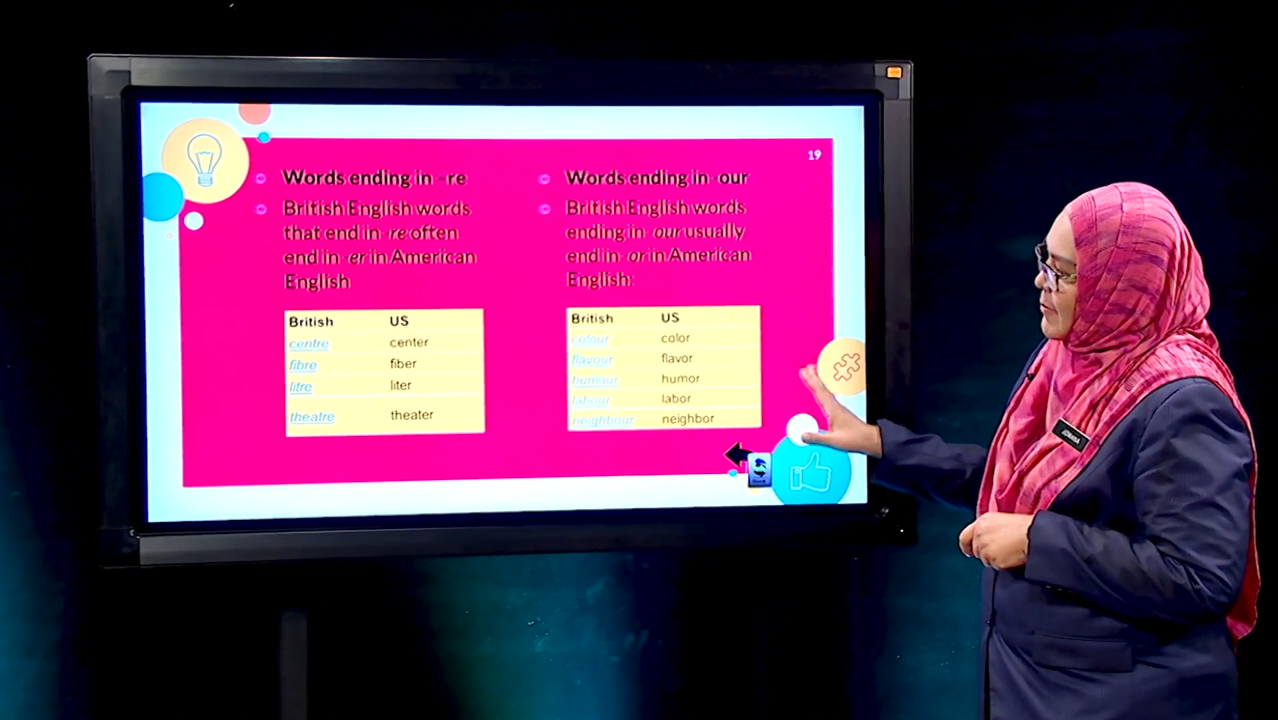 19
Words ending in -re
British English words
that end in -re often
end in -er in American
English
British US
centre center
fibre fiber
litre liter
theatre theater
Words ending in -our
British English words
ending in -our usually
end in -or in American
English:
British US
colour color
flavour flavor
humour humor
labour labor
neighbour neighbor